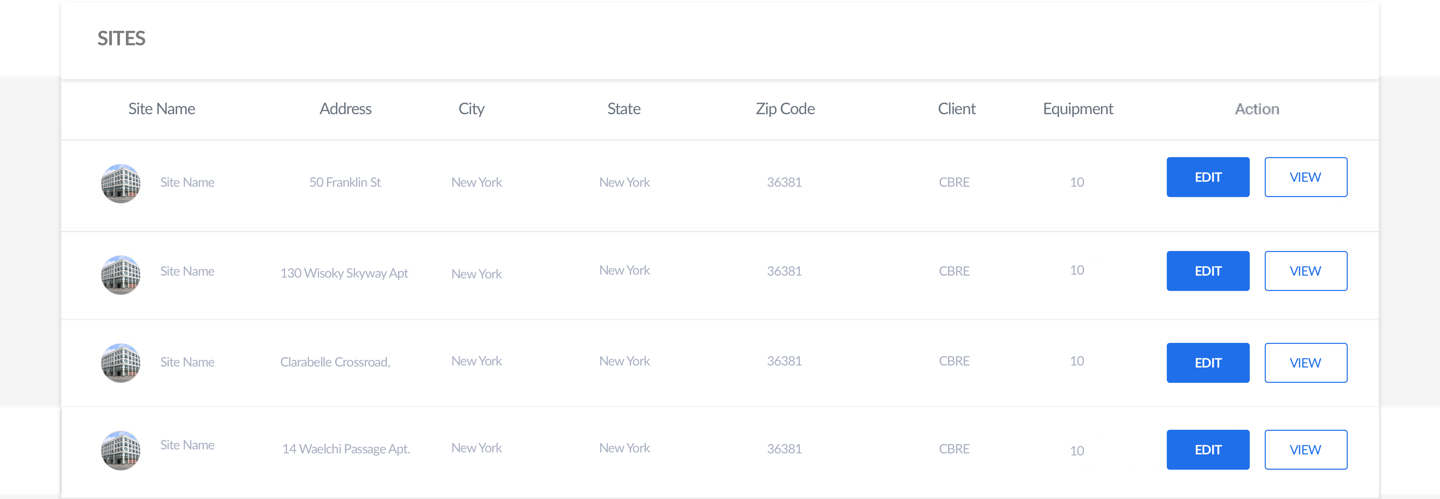 SITES
Site Name Address City State Zip Code Client Equipment Action
Site Name 50 Franklin St New York New York 36381 CBRE 10 EDIT VIEW
Site Name 130 Wisoky Skyway Apt New York New York 36381 CBRE 10 EDIT VIEW
Site Name Clarabelle Crossroad, New York New York 36381 CBRE 10 EDIT VIEW
Site Name 14 Waelchi Passage Apt. New York New York 36381 CBRE 10 EDIT VIEW